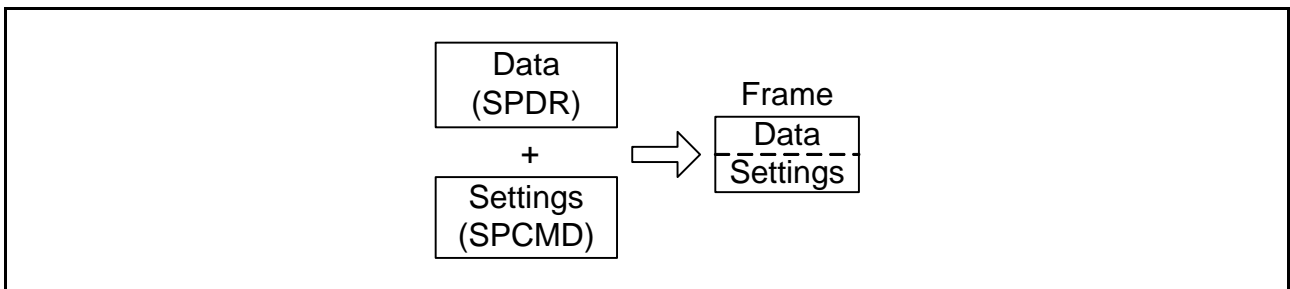 Data
(SPDR)
+
Settings
(SPCMD)
Frame
Data
Settings